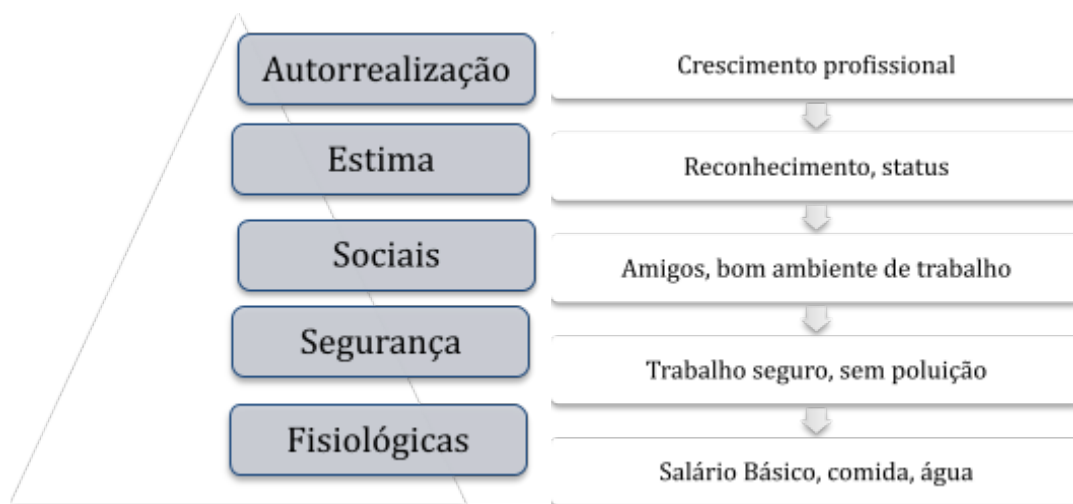 Autorrealização
Crescimento profissional
Estima
Reconhecimento, status
Sociais
Amigos, bom ambiente de trabalho
Segurança
Trabalho seguro, sem poluição
Fisiológicas
Salário Básico, comida, água